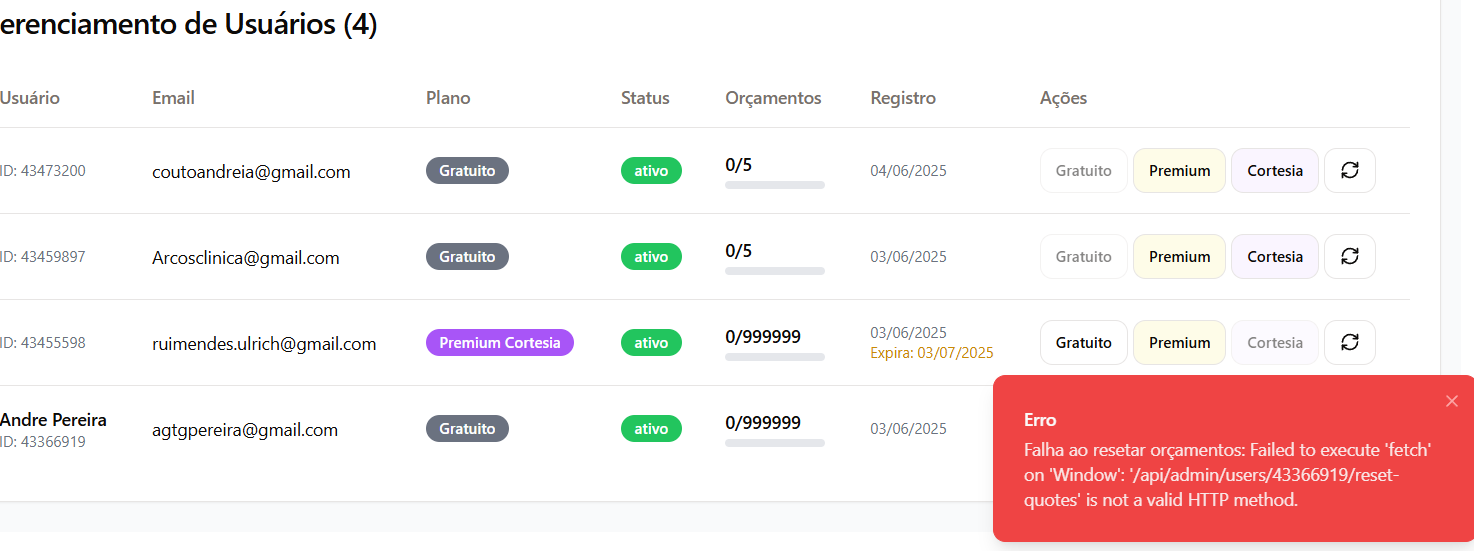 erenciamento de Usuários (4)
Usuário Email Plano Status Orçamentos Registro Ações
ID: 43473200 coutoandreia@gmail.com Gratuito ativo 0/5 04/06/2025 Gratuito Premium Cortesia
ID: 43459897 Arcosclinica@gmail.com Gratuito ativo 0/5 03/06/2025 Gratuito Premium Cortesia
ID: 43455598 ruimendes.ulrich@gmail.com Premium Cortesia ativo 0/999999 03/06/2025 Gratuito Premium Cortesia
Expira: 03/07/2025
Andre Pereira
ID: 43366919 agtgpereira@gmail.com Gratuito ativo 0/999999 03/06/2025
Erro
Falha ao resetar orçamentos: Failed to execute 'fetch'
on 'Window': '/api/admin/users/43366919/reset-
quotes' is not a valid HTTP method.